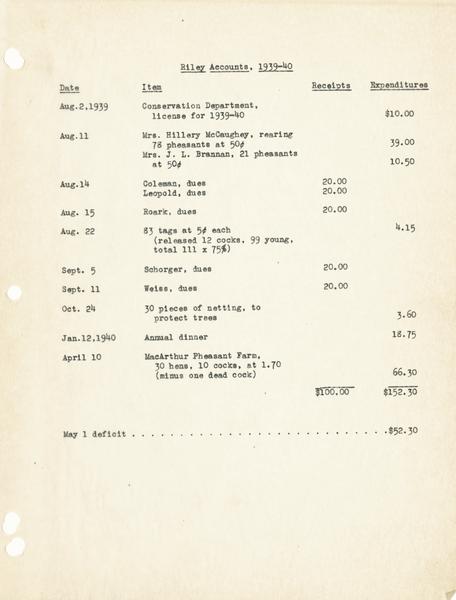 Riley Accounts, 1939-40
Date Item Receipts Expenditures
Aug.2,1939 Conservation Department,
license for 1939-40 $10.00
Aug.11 Mrs. Hillery McCaughey, rearing
78 pheasants at 50¢ 39.00
Mrs. J. L. Brannan, 21 pheasants
at 50¢ 10.50
Aug.14 Coleman, dues 20.00
Leopold, dues 20.00
Aug. 15 Roark, dues 20.00
Aug. 22 83 tags at 5¢ each 4.15
(released 12 cocks, 99 young,
total 111 x 75%)
Sept. 5 Schorger, dues 20.00
Sept. 11 Weiss, dues 20.00
Oct. 24 30 pieces of netting, to
protect trees 3.60
Jan.12,1940 Annual dinner 18.75
April 10 MacArthur Pheasant Farm,
30 hens, 10 cocks, at 1.70
(minus one dead cock) 66.30
$100.00 $152.30
May 1 deficit . . . . . . . . . . . . . . . . . . . . . . . . . . . .$52.30